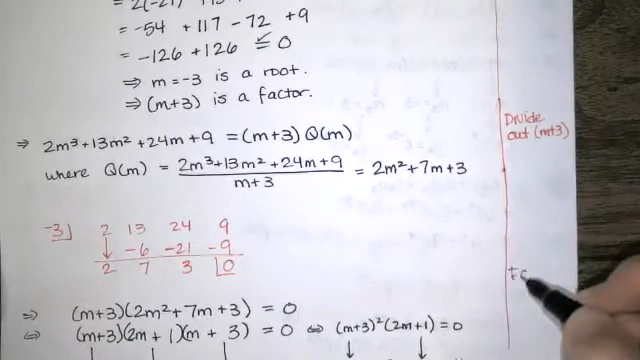 = -54 + 117 - 72 + 9
= -126 + 126 = 0 ✓
⇒ m = -3 is a root.
⇒ (m+3) is a factor.
⇒ 2m³ + 13m² + 24m + 9 = (m+3) Q(m)
where Q(m) = (2m³ + 13m² + 24m + 9)/(m+3) = 2m² + 7m + 3
Divide
out (m+3)
-3 | 2 13 24 9
↓ -6 -21 -9
2 7 3 |0
⇒ (m+3)(2m² + 7m + 3) = 0
⇔ (m+3)(2m + 1)(m + 3) = 0 ⇔ (m+3)²(2m+1) = 0